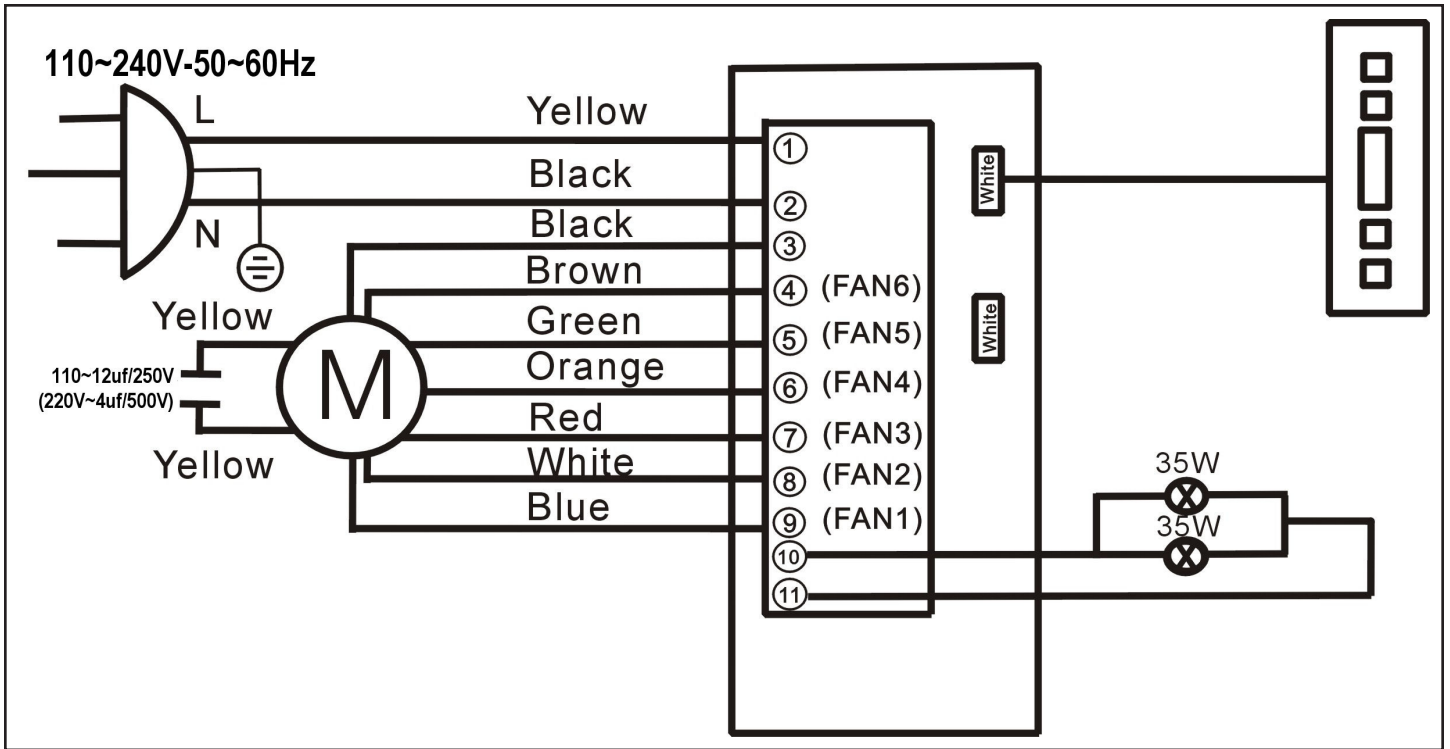 110~240V-50~60Hz
L
N
Yellow
Black
Black
Brown
Green
Orange
Red
White
Blue
Yellow
110~12uf/250V
(220V~4uf/500V)
Yellow
M
①
②
③
④ (FAN6)
⑤ (FAN5)
⑥ (FAN4)
⑦ (FAN3)
⑧ (FAN2)
⑨ (FAN1)
⑩
⑪
White
White
35W
35W